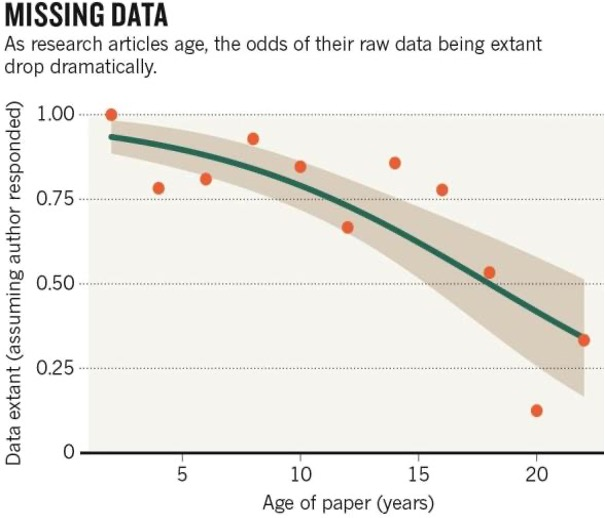 MISSING DATA
As research articles age, the odds of their raw data being extant
drop dramatically.
Data extant (assuming author responded)
1.00
0.75
0.50
0.25
0
5
10
15
20
Age of paper (years)